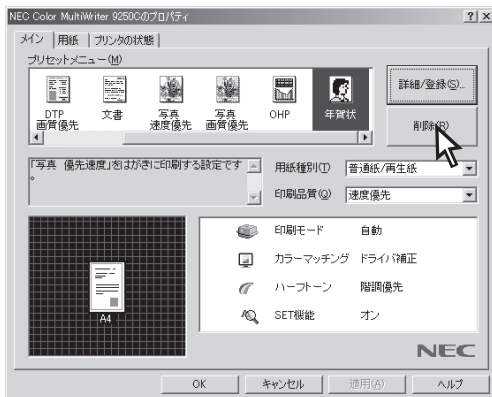 NEC Color MultiWriter 9250Cのプロパティ
メイン 用紙 プリンタの状態
プリセットメニュー(M)
DTP 画質優先
文書
写真 速度優先
写真 画質優先
OHP
年賀状
詳細/登録(S)...
削除(R)
「写真 優先速度」をはがきに印刷する設定です
。
用紙種別(T) 普通紙/再生紙
印刷品質(Q) 速度優先
A4
印刷モード 自動
カラーマッチング ドライバ補正
ハーフトーン 階調優先
SET機能 オン
NEC
OK キャンセル 適用(A) ヘルプ